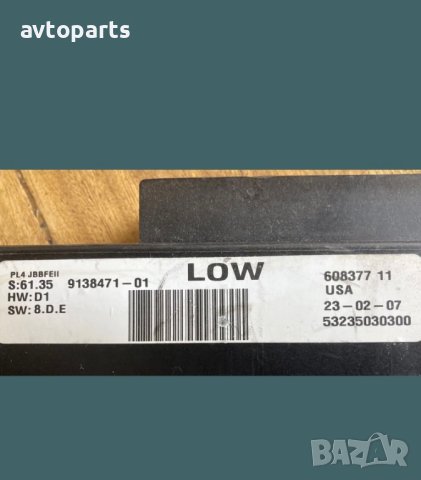 avtoparts
PL4 JBBFEII
S:61.35 9138471-01
HW:D1
SW: 8.D.E
LOW
608377 11
USA
23-02-07
53235030300
BAZAR